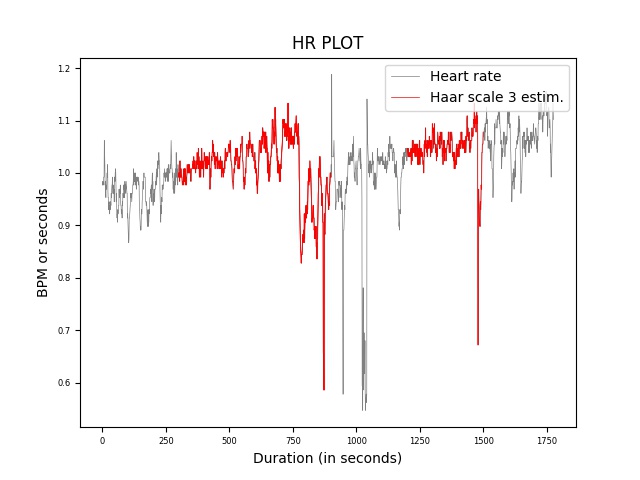 HR PLOT
Heart rate
Haar scale 3 estim.
1.2
1.1
1.0
0.9
0.8
0.7
0.6
BPM or seconds
0 250 500 750 1000 1250 1500 1750
Duration (in seconds)